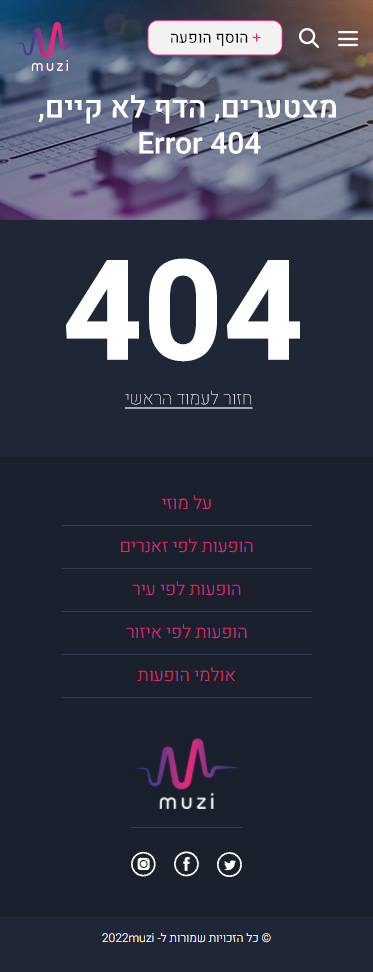 muzi
+ הוסף הופעה
מצטערים, הדף לא קיים,
Error 404
404
חזור לעמוד הראשי
על מוזי
הופעות לפי זאנרים
הופעות לפי עיר
הופעות לפי איזור
אולמי הופעות
muzi
© כל הזכויות שמורות ל- 2022muzi